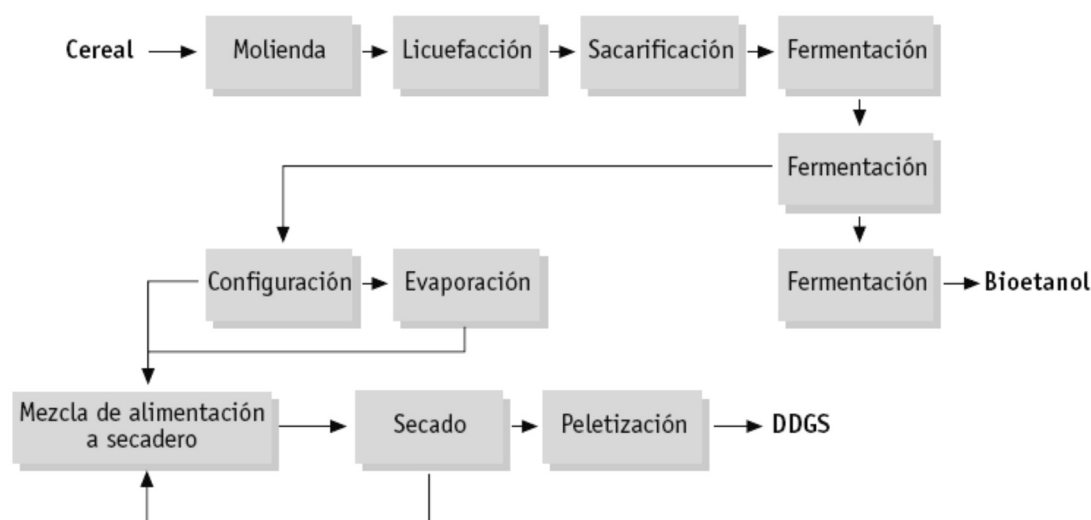 Cereal
Molienda
Licuefacción
Sacarificación
Fermentación
Fermentación
Configuración
Evaporación
Fermentación
Bioetanol
Mezcla de alimentación
a secadero
Secado
Peletización
DDGS